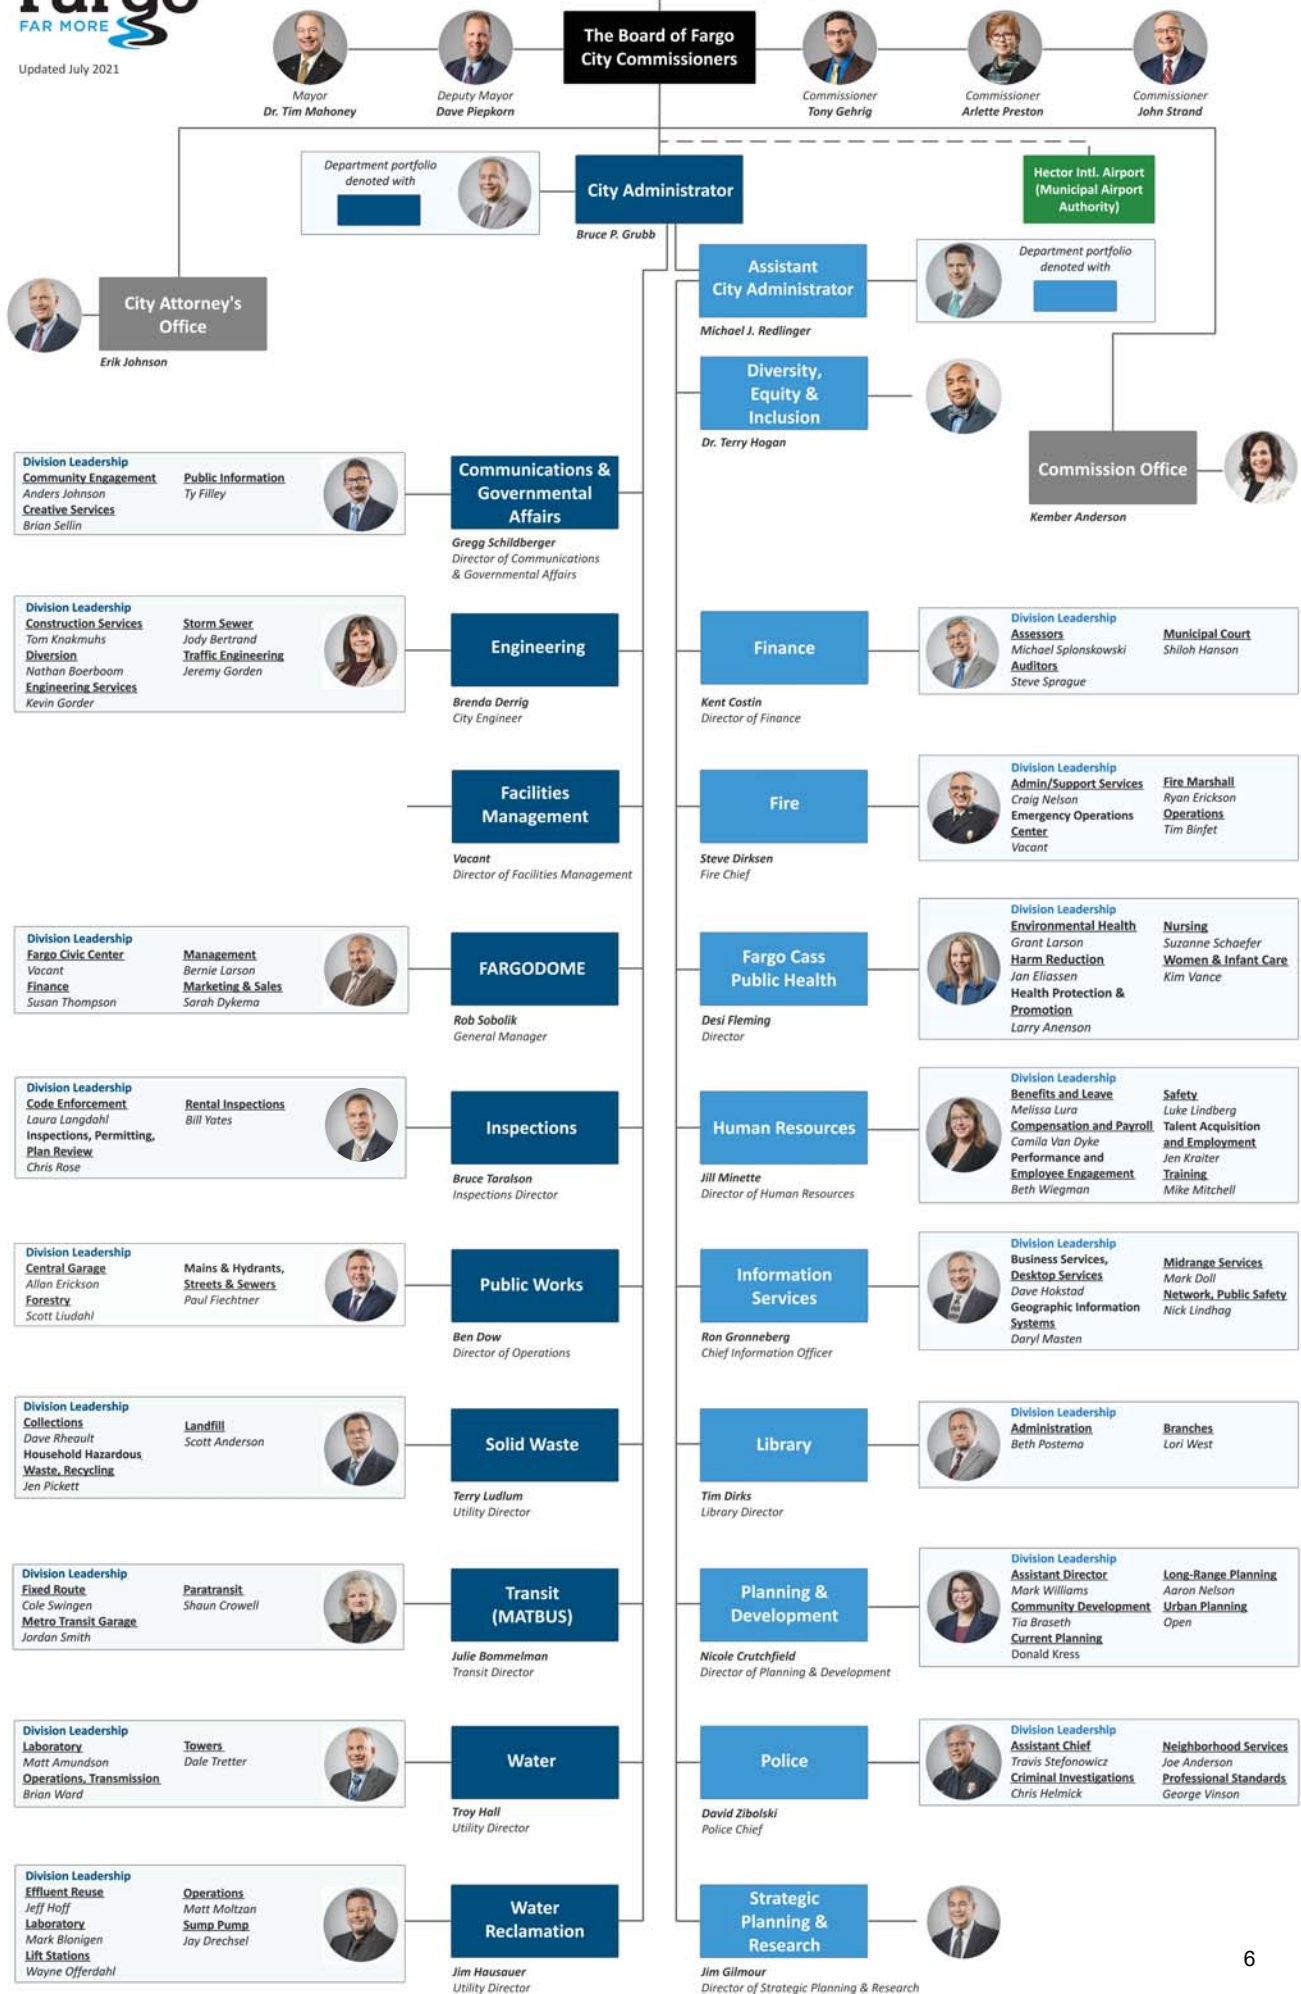 Fargo
FAR MORE
Updated July 2021
The Board of Fargo
City Commissioners
Mayor
Dr. Tim Mahoney
Deputy Mayor
Dave Piepkorn
Commissioner
Tony Gehrig
Commissioner
Arlette Preston
Commissioner
John Strand
Department portfolio
denoted with
City Administrator
Bruce P. Grubb
Hector Intl. Airport
(Municipal Airport
Authority)
Assistant
City Administrator
Michael J. Redlinger
Department portfolio
denoted with
City Attorney's
Office
Erik Johnson
Diversity,
Equity &
Inclusion
Dr. Terry Hogan
Commission Office
Kember Anderson
Division Leadership
Community Engagement
Anders Johnson
Creative Services
Brian Sellin
Public Information
Ty Filley
Communications &
Governmental
Affairs
Gregg Schildberger
Director of Communications
& Governmental Affairs
Division Leadership
Construction Services
Tom Knakmuhs
Diversion
Nathan Boerboom
Engineering Services
Kevin Gorder
Storm Sewer
Jody Bertrand
Traffic Engineering
Jeremy Gorden
Engineering
Brenda Derrig
City Engineer
Finance
Kent Costin
Director of Finance
Division Leadership
Assessors
Michael Splonskowski
Auditors
Steve Sprague
Municipal Court
Shiloh Hanson
Facilities
Management
Vacant
Director of Facilities Management
Fire
Steve Dirksen
Fire Chief
Division Leadership
Admin/Support Services
Craig Nelson
Emergency Operations
Center
Vacant
Fire Marshall
Ryan Erickson
Operations
Tim Binfet
Division Leadership
Fargo Civic Center
Vacant
Finance
Susan Thompson
Management
Bernie Larson
Marketing & Sales
Sarah Dykema
FARGODOME
Rob Sobolik
General Manager
Fargo Cass
Public Health
Desi Fleming
Director
Division Leadership
Environmental Health
Grant Larson
Harm Reduction
Jan Eliassen
Health Protection &
Promotion
Larry Anenson
Nursing
Suzanne Schaefer
Women & Infant Care
Kim Vance
Division Leadership
Code Enforcement
Laura Langdahl
Inspections, Permitting,
Plan Review
Chris Rose
Rental Inspections
Bill Yates
Inspections
Bruce Taralson
Inspections Director
Human Resources
Jill Minette
Director of Human Resources
Division Leadership
Benefits and Leave
Melissa Lura
Compensation and Payroll
Camila Van Dyke
Performance and
Employee Engagement
Beth Wiegman
Safety
Luke Lindberg
Talent Acquisition
and Employment
Jen Kraiter
Training
Mike Mitchell
Division Leadership
Central Garage
Allan Erickson
Forestry
Scott Liudahl
Mains & Hydrants,
Streets & Sewers
Paul Fiechtner
Public Works
Ben Dow
Director of Operations
Information
Services
Ron Gronneberg
Chief Information Officer
Division Leadership
Business Services,
Desktop Services
Dave Hokstad
Geographic Information
Systems
Daryl Masten
Midrange Services
Mark Doll
Network, Public Safety
Nick Lindhag
Division Leadership
Collections
Dave Rheault
Household Hazardous
Waste, Recycling
Jen Pickett
Landfill
Scott Anderson
Solid Waste
Terry Ludlum
Utility Director
Library
Tim Dirks
Library Director
Division Leadership
Administration
Beth Postema
Branches
Lori West
Division Leadership
Fixed Route
Cole Swingen
Metro Transit Garage
Jordan Smith
Paratransit
Shaun Crowell
Transit
(MATBUS)
Julie Bommelman
Transit Director
Planning &
Development
Nicole Crutchfield
Director of Planning & Development
Division Leadership
Assistant Director
Mark Williams
Community Development
Tia Braseth
Current Planning
Donald Kress
Long-Range Planning
Aaron Nelson
Urban Planning
Open
Division Leadership
Laboratory
Matt Amundson
Operations, Transmission
Brian Ward
Towers
Dale Tretter
Water
Troy Hall
Utility Director
Police
David Zibolski
Police Chief
Division Leadership
Assistant Chief
Travis Stefonowicz
Criminal Investigations
Chris Helmick
Neighborhood Services
Joe Anderson
Professional Standards
George Vinson
Division Leadership
Effluent Reuse
Jeff Hoff
Laboratory
Mark Blonigen
Lift Stations
Wayne Offerdahl
Operations
Matt Moltzan
Sump Pump
Jay Drechsel
Water
Reclamation
Jim Hausauer
Utility Director
Strategic
Planning &
Research
Jim Gilmour
Director of Strategic Planning & Research
6